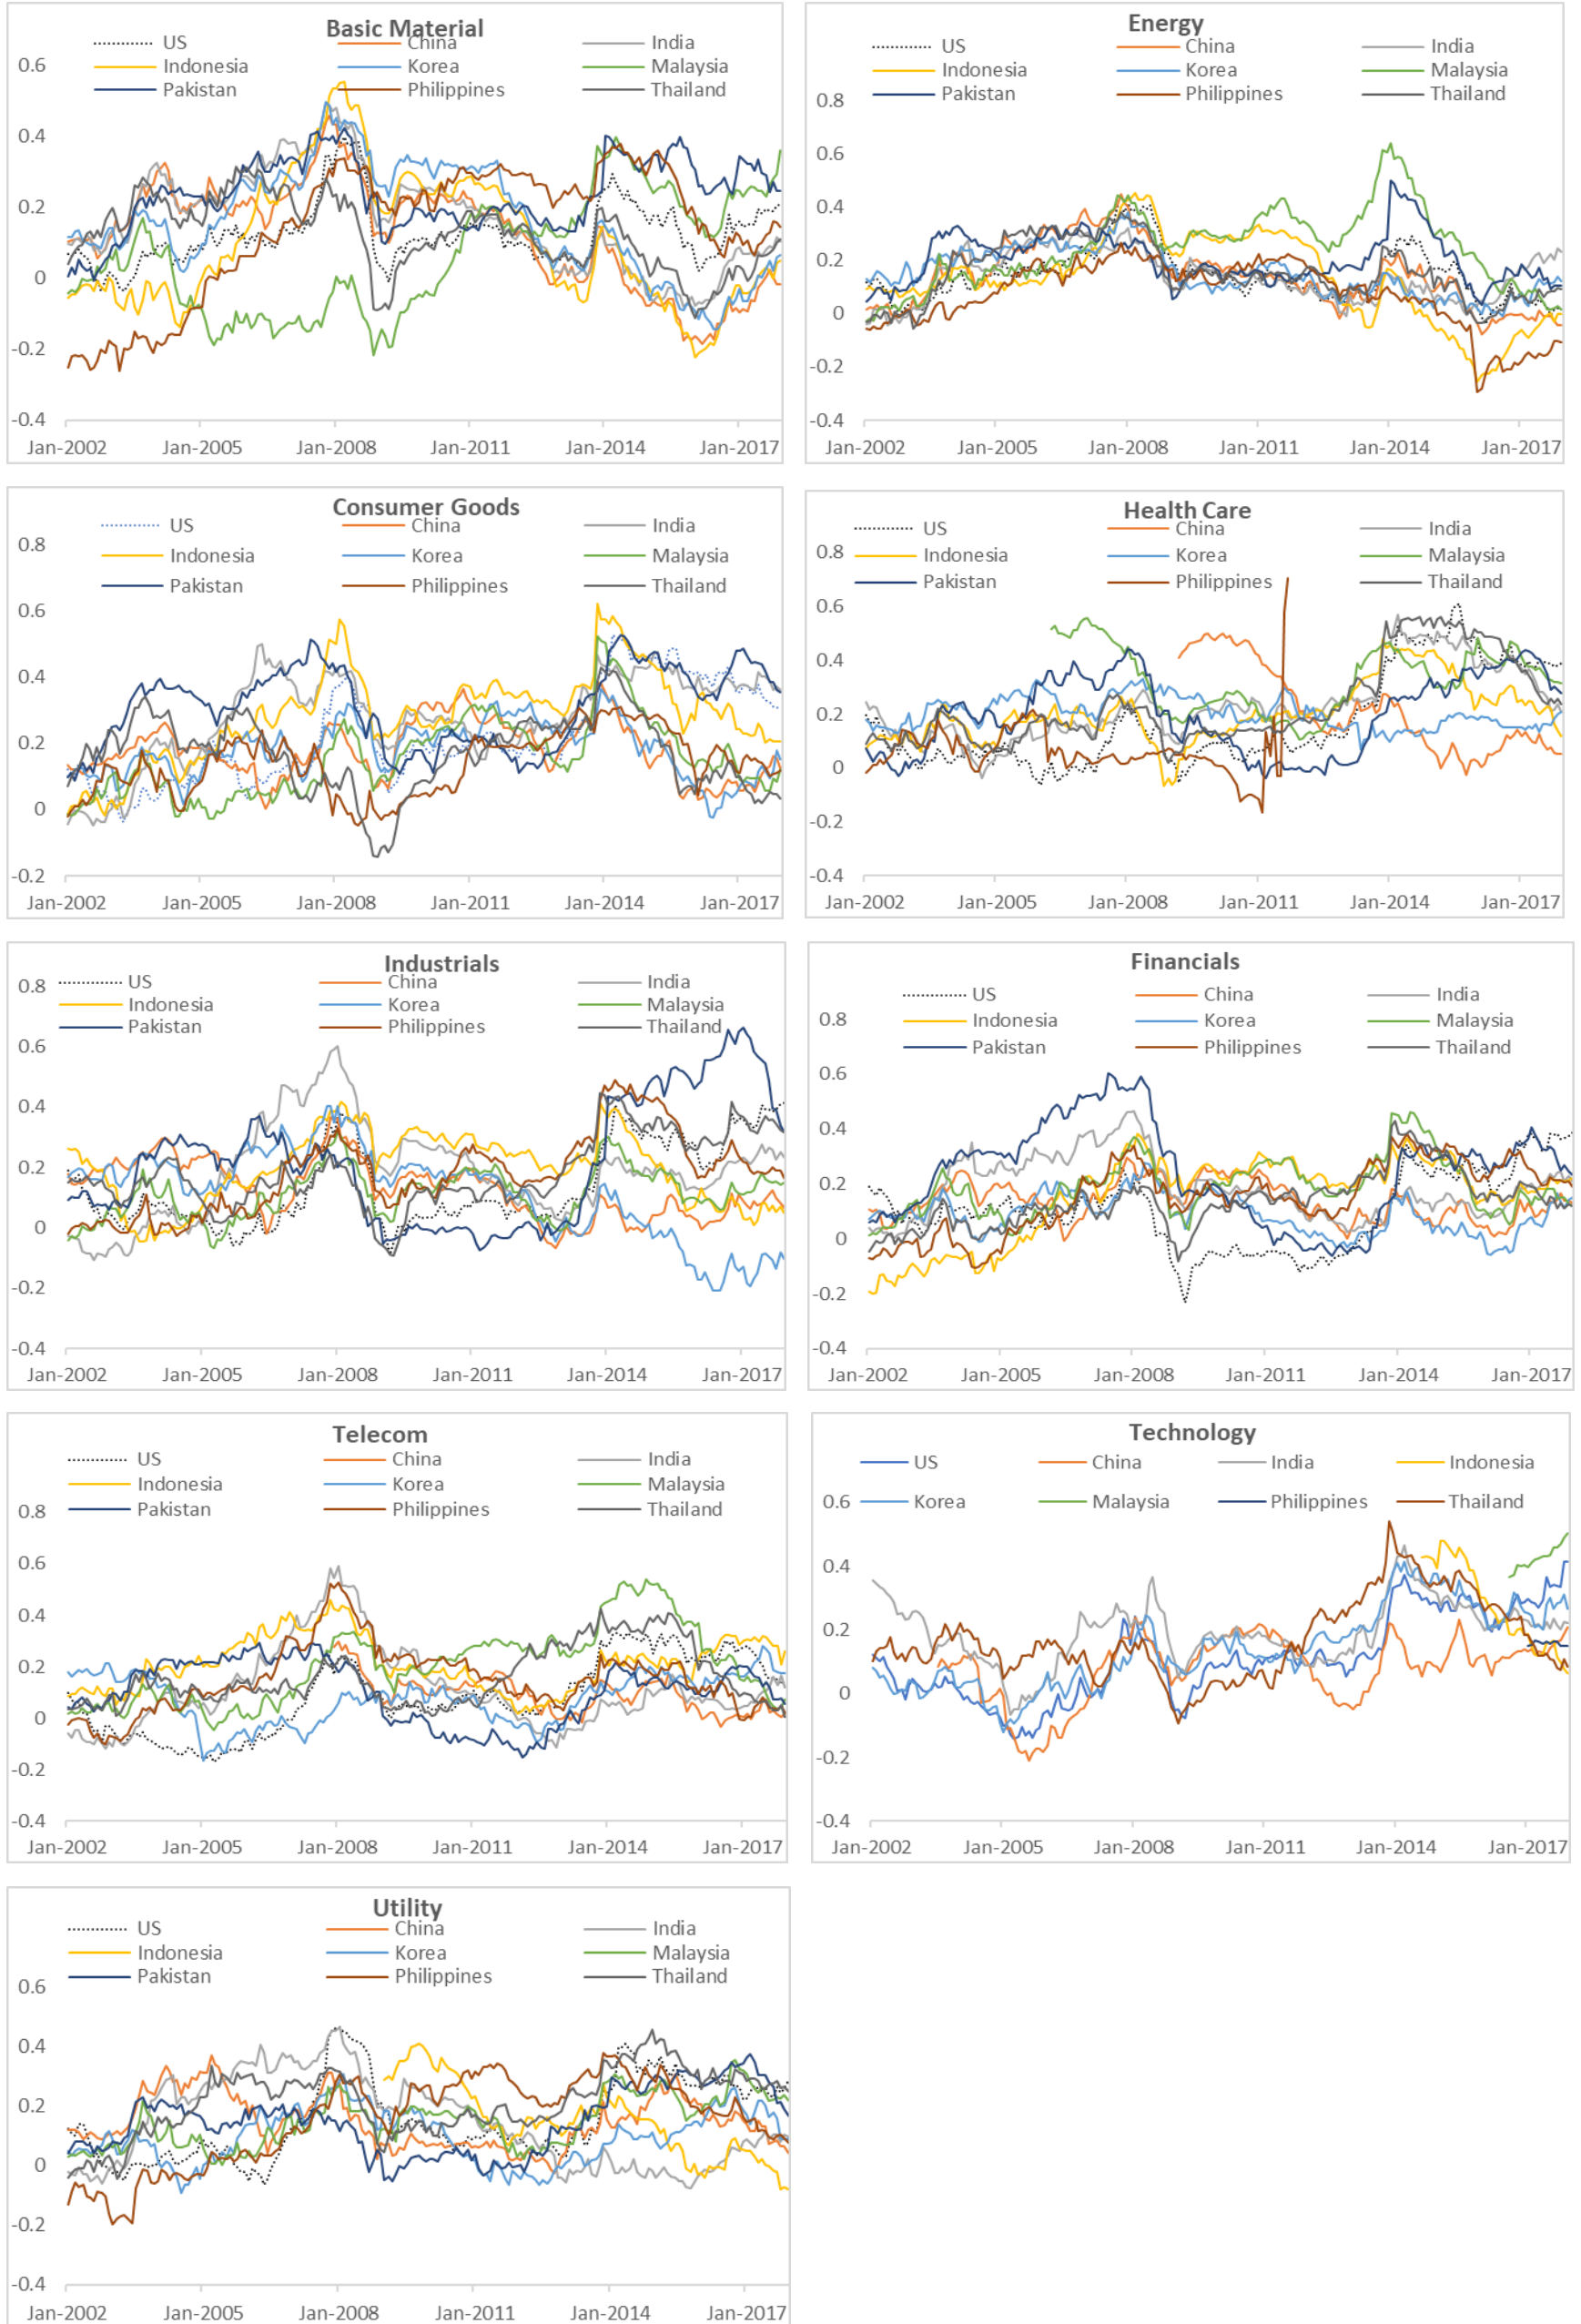 Basic Material
US China India
Indonesia Korea Malaysia
Pakistan Philippines Thailand
0.6
0.4
0.2
0
-0.2
-0.4
Jan-2002 Jan-2005 Jan-2008 Jan-2011 Jan-2014 Jan-2017
Energy
US China India
Indonesia Korea Malaysia
Pakistan Philippines Thailand
0.8
0.6
0.4
0.2
0
-0.2
-0.4
Jan-2002 Jan-2005 Jan-2008 Jan-2011 Jan-2014 Jan-2017
Consumer Goods
US China India
Indonesia Korea Malaysia
Pakistan Philippines Thailand
0.8
0.6
0.4
0.2
0
-0.2
Jan-2002 Jan-2005 Jan-2008 Jan-2011 Jan-2014 Jan-2017
Health Care
US China India
Indonesia Korea Malaysia
Pakistan Philippines Thailand
0.8
0.6
0.4
0.2
0
-0.2
-0.4
Jan-2002 Jan-2005 Jan-2008 Jan-2011 Jan-2014 Jan-2017
Industrials
US China India
Indonesia Korea Malaysia
Pakistan Philippines Thailand
0.8
0.6
0.4
0.2
0
-0.2
-0.4
Jan-2002 Jan-2005 Jan-2008 Jan-2011 Jan-2014 Jan-2017
Financials
US China India
Indonesia Korea Malaysia
Pakistan Philippines Thailand
0.8
0.6
0.4
0.2
0
-0.2
-0.4
Jan-2002 Jan-2005 Jan-2008 Jan-2011 Jan-2014 Jan-2017
Telecom
US China India
Indonesia Korea Malaysia
Pakistan Philippines Thailand
0.8
0.6
0.4
0.2
0
-0.2
-0.4
Jan-2002 Jan-2005 Jan-2008 Jan-2011 Jan-2014 Jan-2017
Technology
US China India Indonesia
Korea Malaysia Philippines Thailand
0.6
0.4
0.2
0
-0.2
-0.4
Jan-2002 Jan-2005 Jan-2008 Jan-2011 Jan-2014 Jan-2017
Utility
US China India
Indonesia Korea Malaysia
Pakistan Philippines Thailand
0.6
0.4
0.2
0
-0.2
-0.4
Jan-2002 Jan-2005 Jan-2008 Jan-2011 Jan-2014 Jan-2017